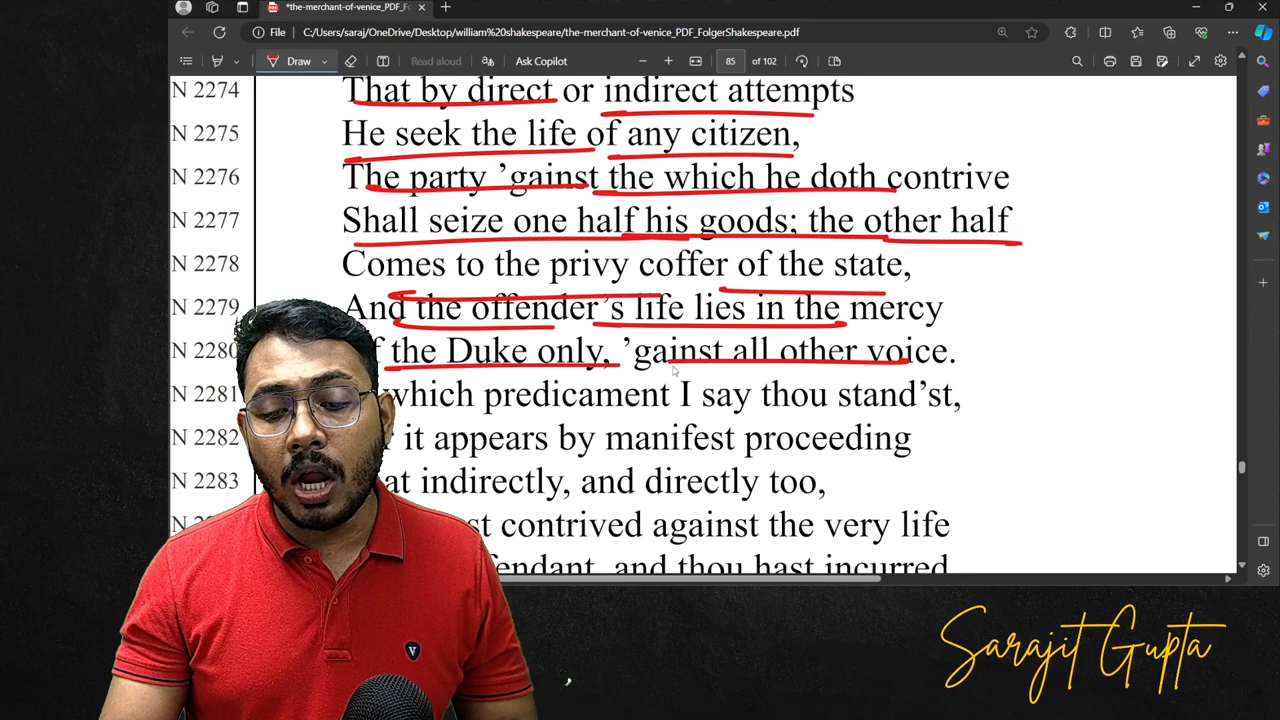 *the-merchant-of-venice_PDF_F
File C:/Users/saraj/OneDrive/Desktop/william%20shakespeare/the-merchant-of-venice_PDF_FolgerShakespeare.pdf
Draw Read aloud Ask Copilot 85 of 102
N 2274 That by direct or indirect attempts
N 2275 He seek the life of any citizen,
N 2276 The party ’gainst the which he doth contrive
N 2277 Shall seize one half his goods; the other half
N 2278 Comes to the privy coffer of the state,
N 2279 And the offender’s life lies in the mercy
N 2280 the Duke only, ’gainst all other voice.
N 2281 which predicament I say thou stand’st,
N 2282 it appears by manifest proceeding
N 2283 indirectly, and directly too,
contrived against the very life
and thou hast incurred
Sarajit Gupta